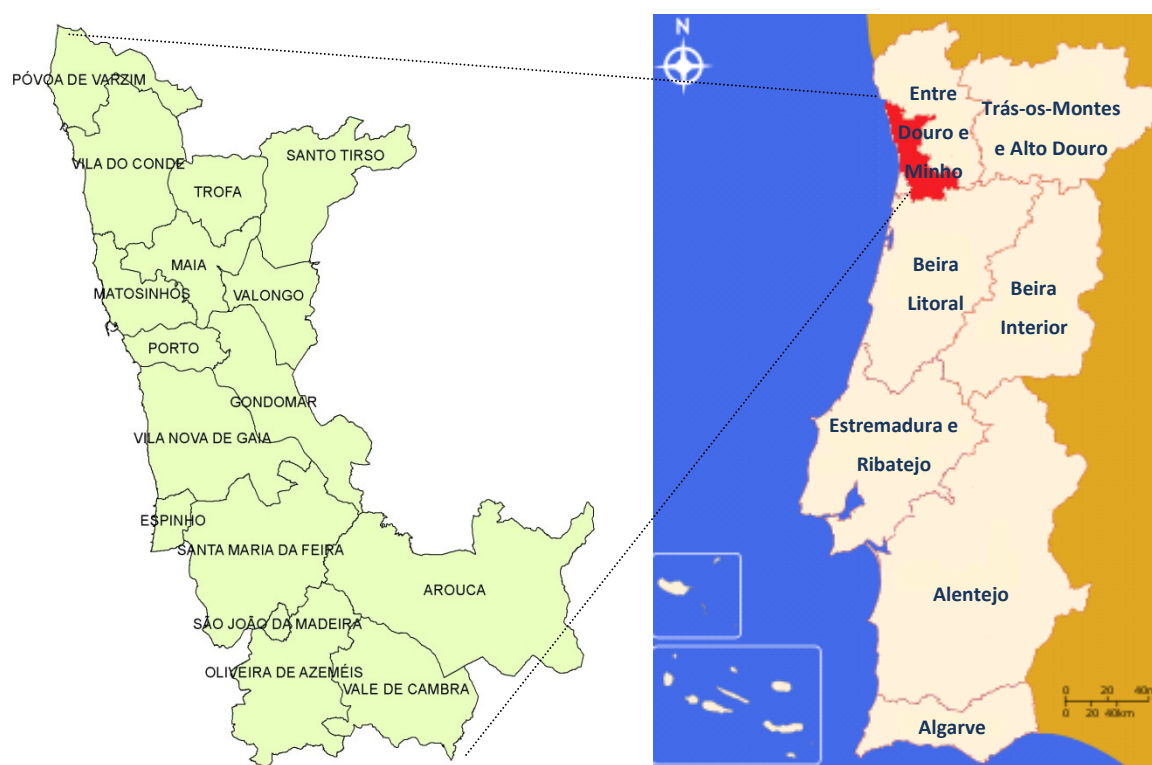 PÓVOA DE VARZIM
VILA DO CONDE
SANTO TIRSO
TROFA
MAIA
MATOSINHOS
VALONGO
PORTO
GONDOMAR
VILA NOVA DE GAIA
ESPINHO
SANTA MARIA DA FEIRA
AROUCA
SÃO JOÃO DA MADEIRA
OLIVEIRA DE AZEMÉIS
VALE DE CAMBRA
N
Entre
Douro e
Minho
Trás-os-Montes
e Alto Douro
Beira
Litoral
Beira
Interior
Estremadura e
Ribatejo
Alentejo
Algarve
0 20 40m
0 20 40km